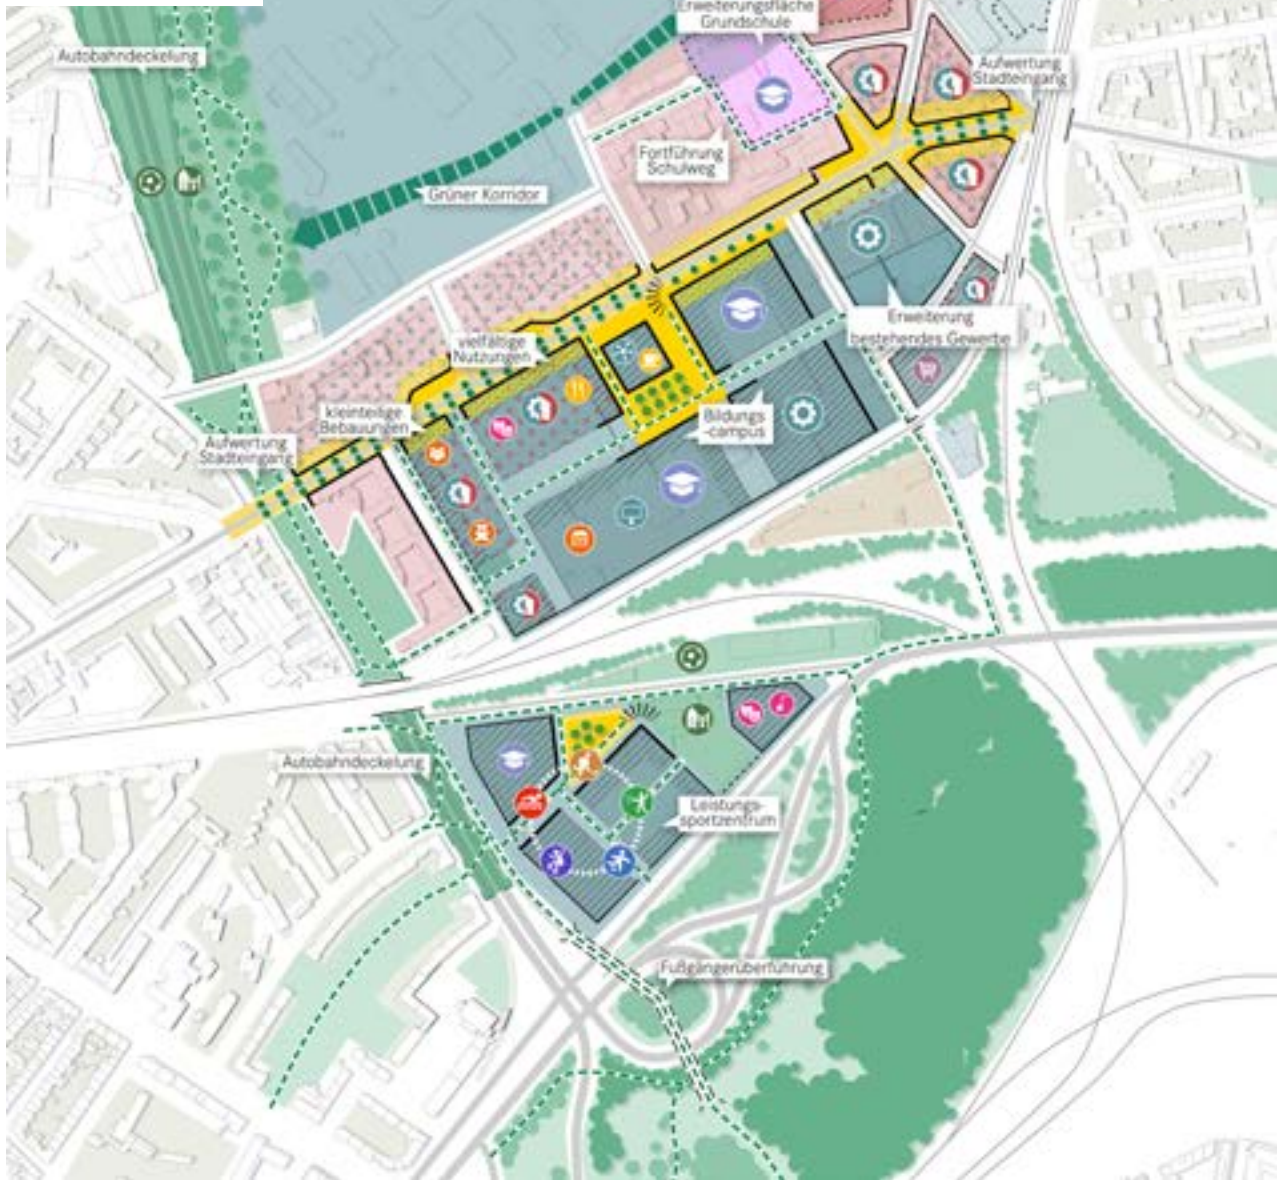 Erweiterungsfläche
Grundschule
Autobahndeckelung
Aufwertung
Stadteingang
Fortführung
Schulweg
Grüner Korridor
Erweiterung
bestehendes Gewerbe
vielfältige
Nutzungen
kleinteilige
Bebauungen
Bildungs
-campus
Aufwertung
Stadteingang
Autobahndeckelung
Leistungs-
sportzentrum
Fußgängerüberführung